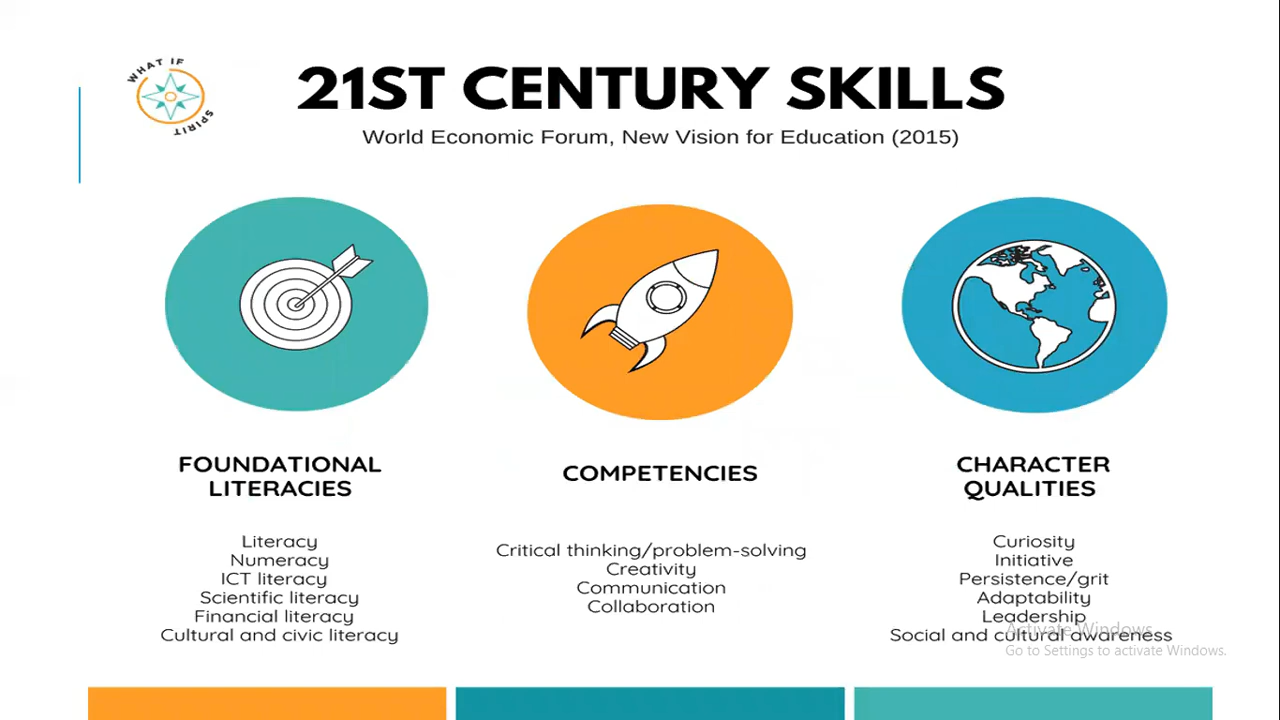 WHAT IF
SPIRIT
21ST CENTURY SKILLS
World Economic Forum, New Vision for Education (2015)
FOUNDATIONAL
LITERACIES
Literacy
Numeracy
ICT literacy
Scientific literacy
Financial literacy
Cultural and civic literacy
COMPETENCIES
Critical thinking/problem-solving
Creativity
Communication
Collaboration
CHARACTER
QUALITIES
Curiosity
Initiative
Persistence/grit
Adaptability
Leadership
Social and cultural awareness
Activate Windows
Go to Settings to activate Windows.